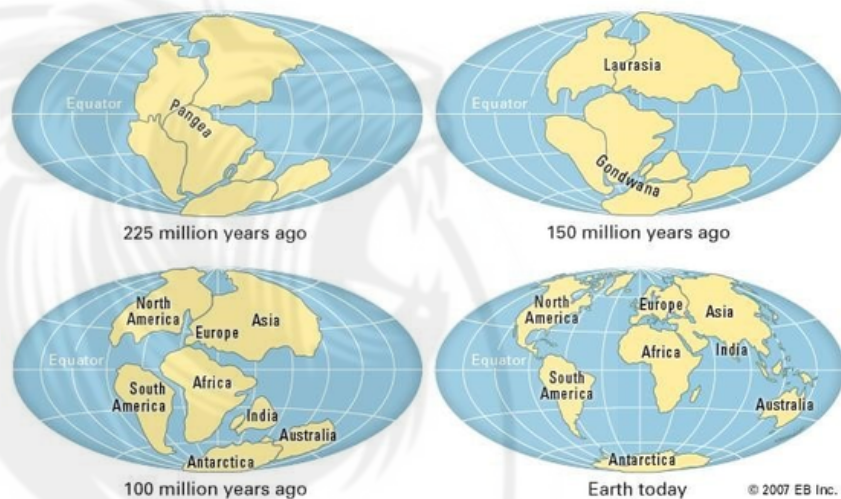 Equator
Pangea
225 million years ago
Laurasia
Equator
Gondwana
150 million years ago
North
America
Europe
Asia
Equator
South
America
Africa
India
Australia
Antarctica
100 million years ago
North
America
Europe
Asia
Equator
Africa
India
South
America
Australia
Antarctica
Earth today
© 2007 EB Inc.